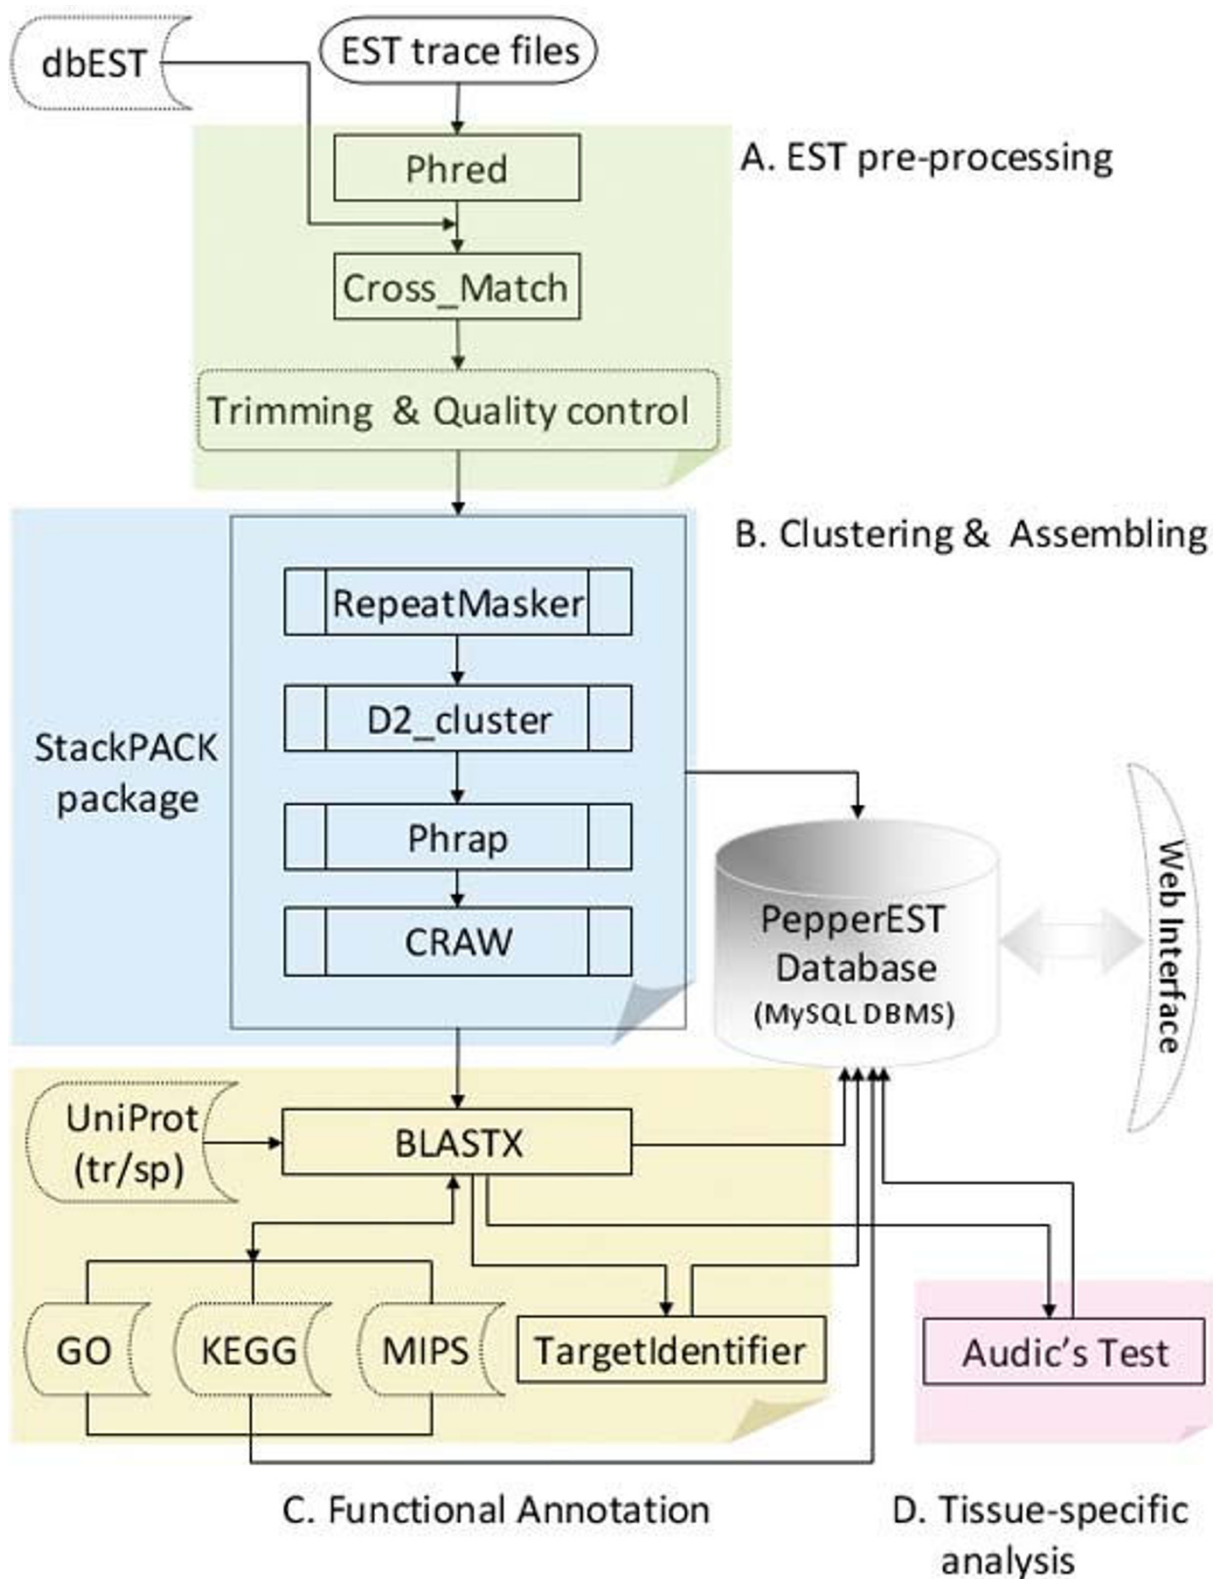 dbEST
EST trace files
A. EST pre-processing
Phred
Cross_Match
Trimming & Quality control
B. Clustering & Assembling
RepeatMasker
D2_cluster
StackPACK
package
Phrap
CRAW
PepperEST
Database
(MySQL DBMS)
Web Interface
UniProt
(tr/sp)
BLASTX
GO
KEGG
MIPS
TargetIdentifier
Audic's Test
C. Functional Annotation
D. Tissue-specific
analysis